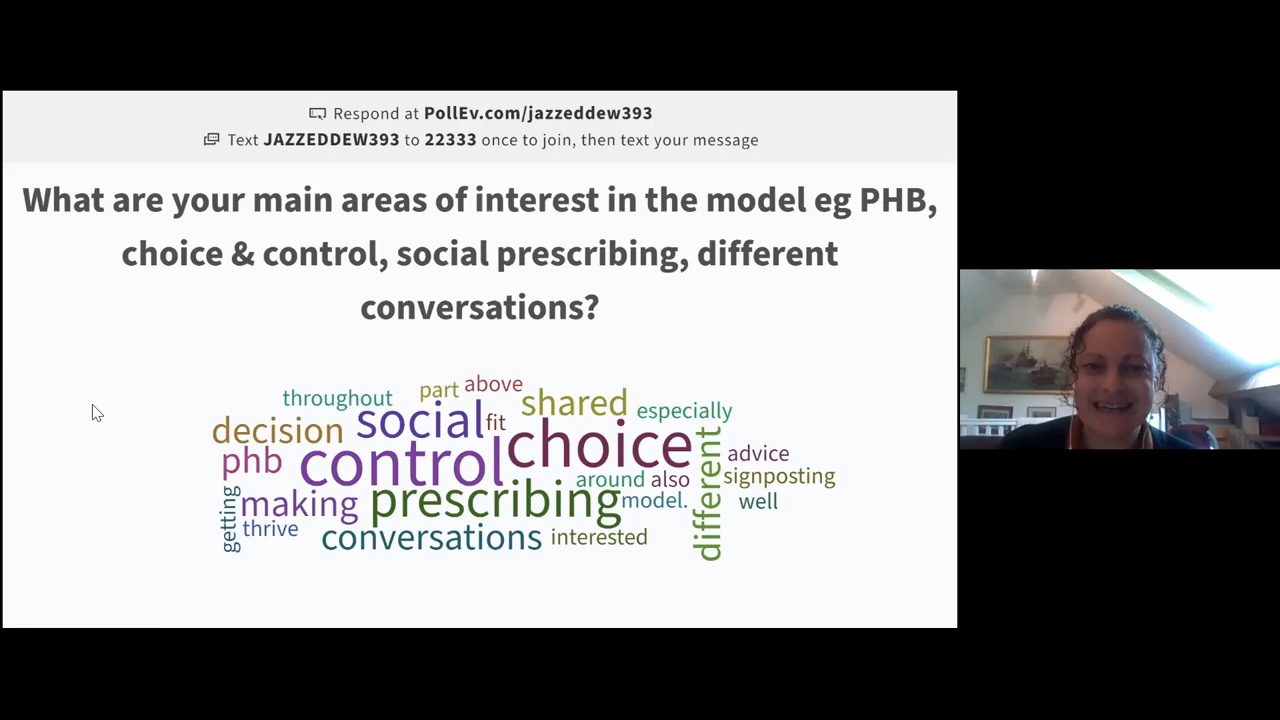 Respond at PollEv.com/jazzeddew393
Text JAZZEDDEW393 to 22333 once to join, then text your message
What are your main areas of interest in the model eg PHB,
choice & control, social prescribing, different
conversations?
throughout part above shared especially
decision social fit choice
phb control different advice
around also signposting
getting making prescribing model. well
thrive conversations interested